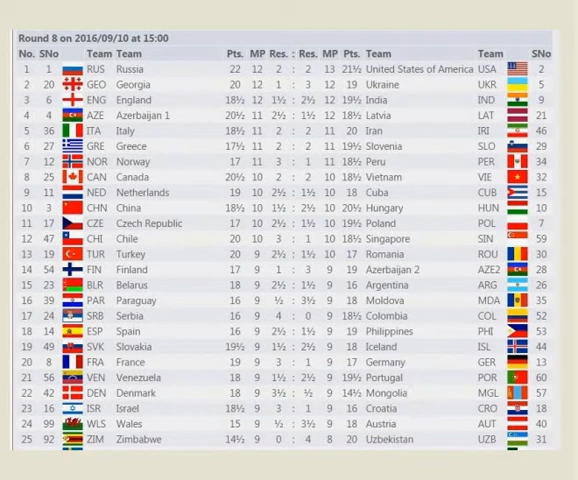 Round 8 on 2016/09/10 at 15:00
No. SNo Team Team Pts. MP Res. : Res. MP Pts. Team Team SNo
1 1 RUS Russia 22 12 2 : 2 13 21½ United States of America USA 2
2 20 GEO Georgia 20 12 1 : 3 12 19 Ukraine UKR 5
3 6 ENG England 18½ 12 1½ : 2½ 12 19½ India IND 9
4 4 AZE Azerbaijan 1 20½ 11 2½ : 1½ 12 18½ Latvia LAT 21
5 36 ITA Italy 18½ 11 2 : 2 11 20 Iran IRI 46
6 27 GRE Greece 17½ 11 2 : 2 11 19½ Slovenia SLO 29
7 12 NOR Norway 17 11 3 : 1 11 18½ Peru PER 34
8 25 CAN Canada 20½ 10 2 : 2 10 18½ Vietnam VIE 32
9 11 NED Netherlands 19 10 2½ : 1½ 10 18 Cuba CUB 15
10 3 CHN China 18½ 10 1½ : 2½ 10 20½ Hungary HUN 10
11 17 CZE Czech Republic 17 10 2½ : 1½ 10 19½ Poland POL 7
12 47 CHI Chile 20 10 3 : 1 10 18½ Singapore SIN 59
13 19 TUR Turkey 20 9 2½ : 1½ 10 17 Romania ROU 30
14 54 FIN Finland 17 9 1 : 3 9 19 Azerbaijan 2 AZE2 28
15 23 BLR Belarus 18 9 2½ : 1½ 9 16 Argentina ARG 26
16 39 PAR Paraguay 16 9 ½ : 3½ 9 18 Moldova MDA 35
17 24 SRB Serbia 16 9 4 : 0 9 18½ Colombia COL 52
18 14 ESP Spain 16 9 2½ : 1½ 9 19 Philippines PHI 53
19 49 SVK Slovakia 19½ 9 1½ : 2½ 9 18 Iceland ISL 44
20 8 FRA France 19 9 3 : 1 9 17 Germany GER 13
21 56 VEN Venezuela 18 9 1½ : 2½ 9 19½ Portugal POR 60
22 42 DEN Denmark 18 9 3½ : ½ 9 14½ Mongolia MGL 57
23 16 ISR Israel 18½ 9 3 : 1 9 16 Croatia CRO 18
24 99 WLS Wales 15 9 ½ : 3½ 9 18 Austria AUT 40
25 92 ZIM Zimbabwe 14½ 9 0 : 4 8 20 Uzbekistan UZB 31